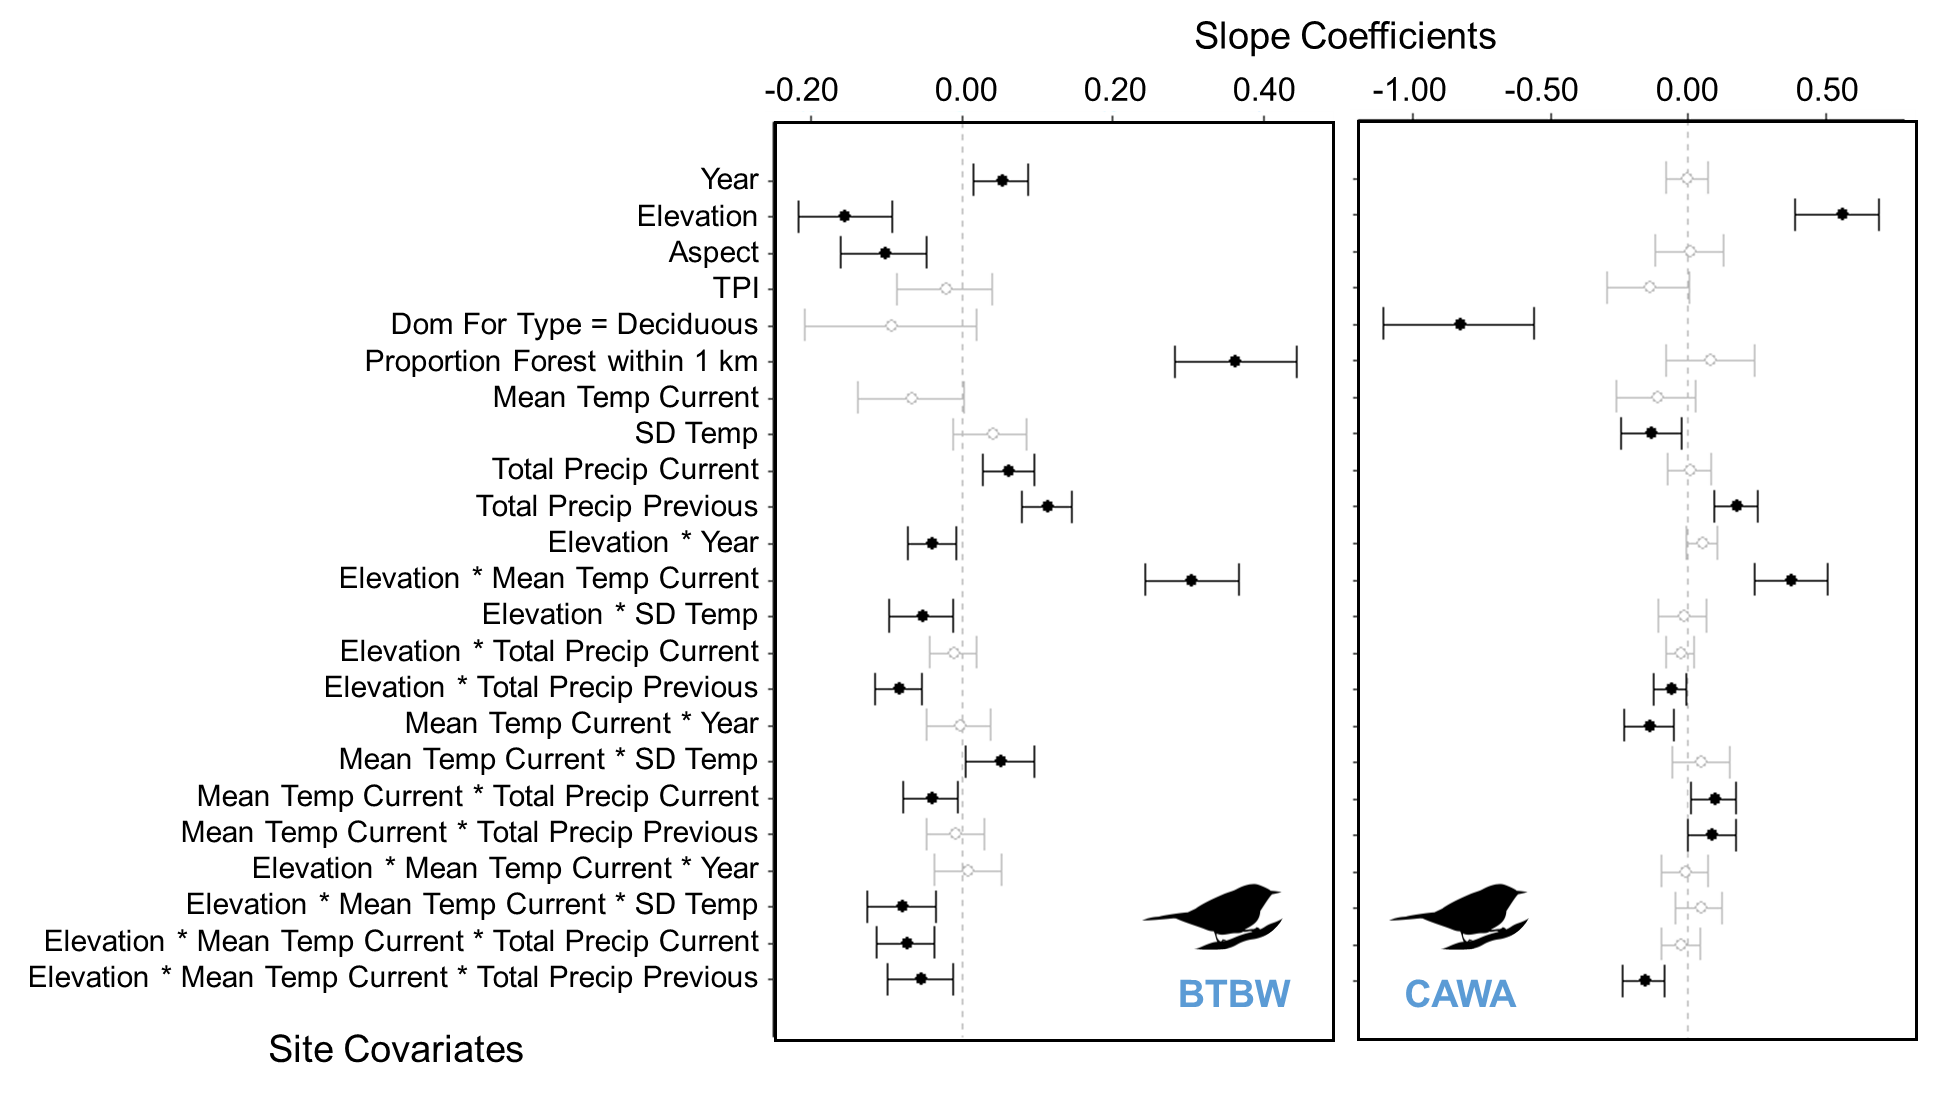 Slope Coefficients
-0.20 0.00 0.20 0.40 -1.00 -0.50 0.00 0.50
Year
Elevation
Aspect
TPI
Dom For Type = Deciduous
Proportion Forest within 1 km
Mean Temp Current
SD Temp
Total Precip Current
Total Precip Previous
Elevation * Year
Elevation * Mean Temp Current
Elevation * SD Temp
Elevation * Total Precip Current
Elevation * Total Precip Previous
Mean Temp Current * Year
Mean Temp Current * SD Temp
Mean Temp Current * Total Precip Current
Mean Temp Current * Total Precip Previous
Elevation * Mean Temp Current * Year
Elevation * Mean Temp Current * SD Temp
Elevation * Mean Temp Current * Total Precip Current
Elevation * Mean Temp Current * Total Precip Previous
BTBW CAWA
Site Covariates